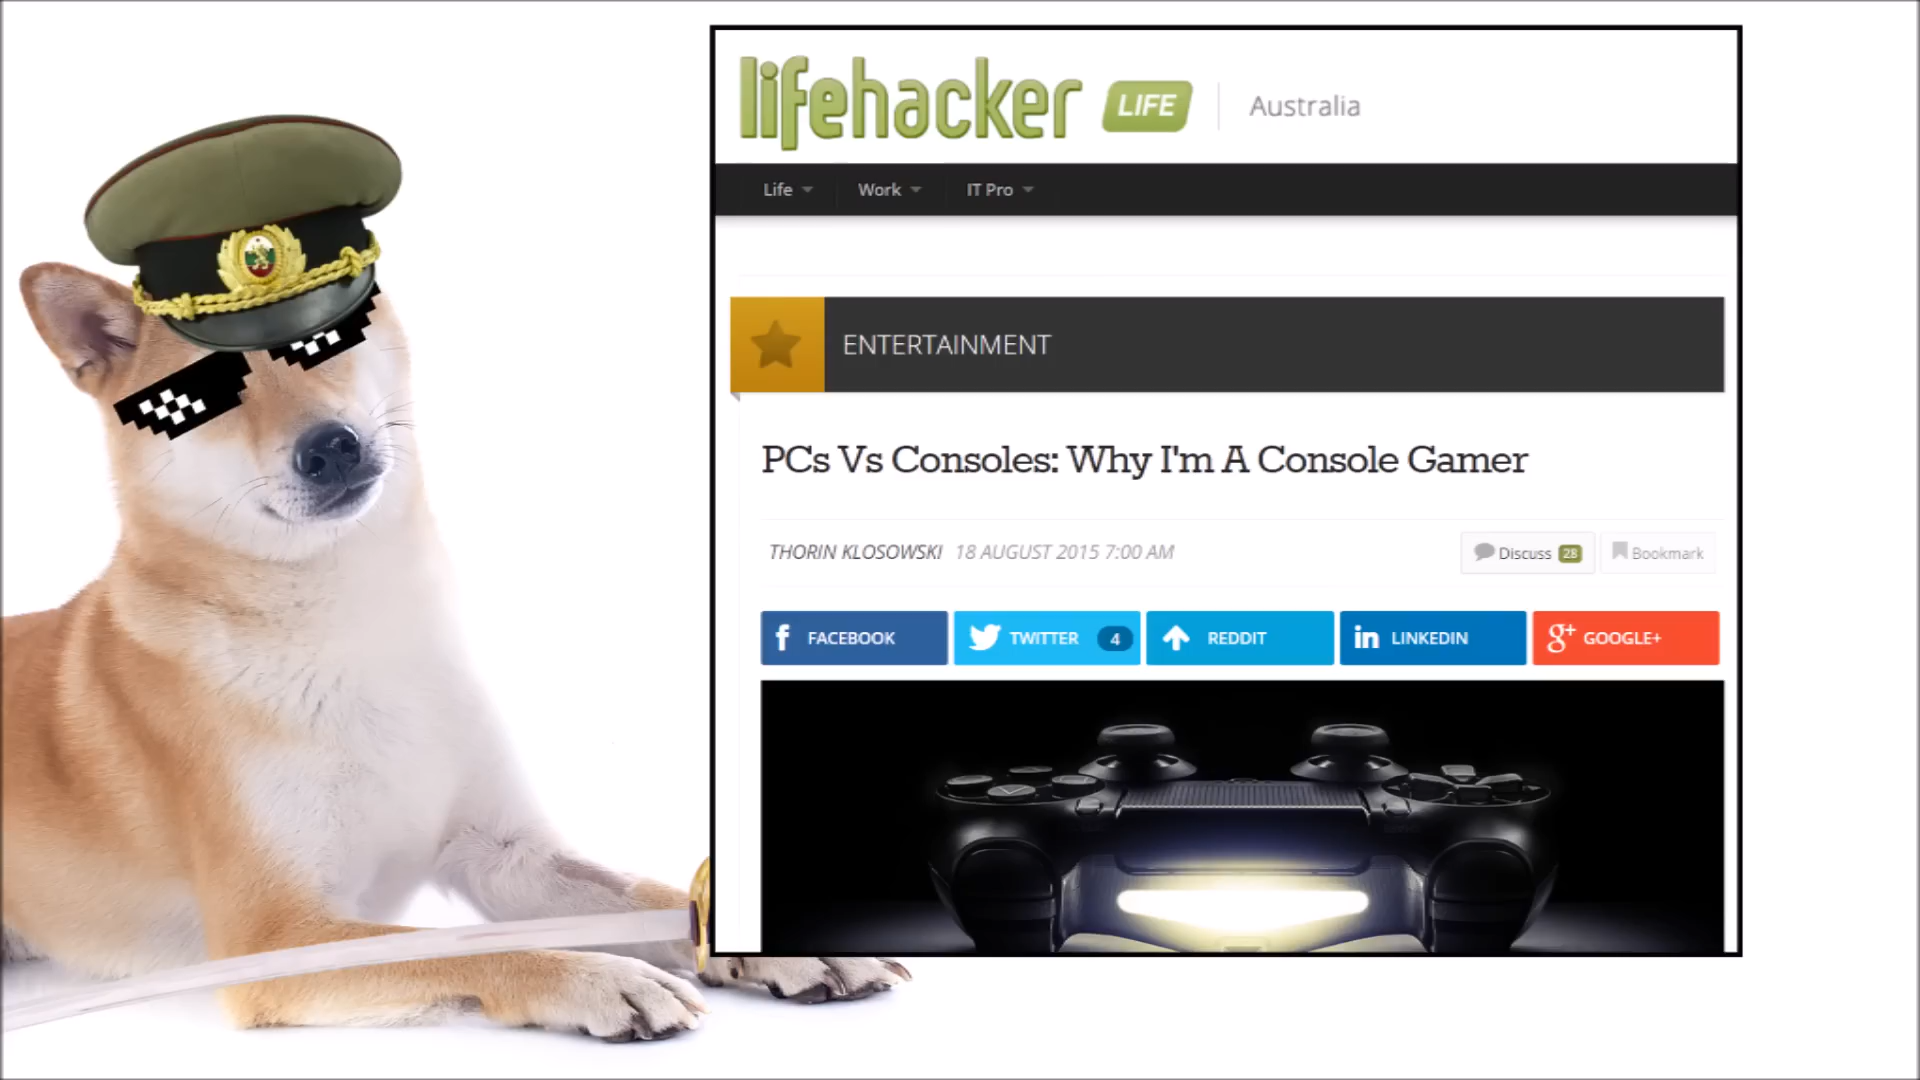 lifehacker LIFE Australia
Life Work IT Pro
ENTERTAINMENT
PCs Vs Consoles: Why I'm A Console Gamer
THORIN KLOSOWSKI 18 AUGUST 2015 7:00 AM Discuss 28 Bookmark
f FACEBOOK TWITTER 4 REDDIT in LINKEDIN g+ GOOGLE+